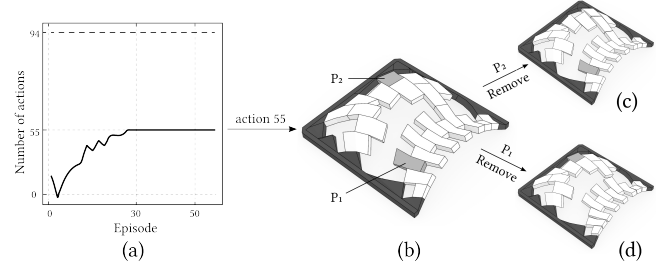 94
55
0
Number of actions
0
30
50
Episode
(a)
action 55
P₂
P₁
(b)
P₂
Remove
(c)
P₁
Remove
(d)